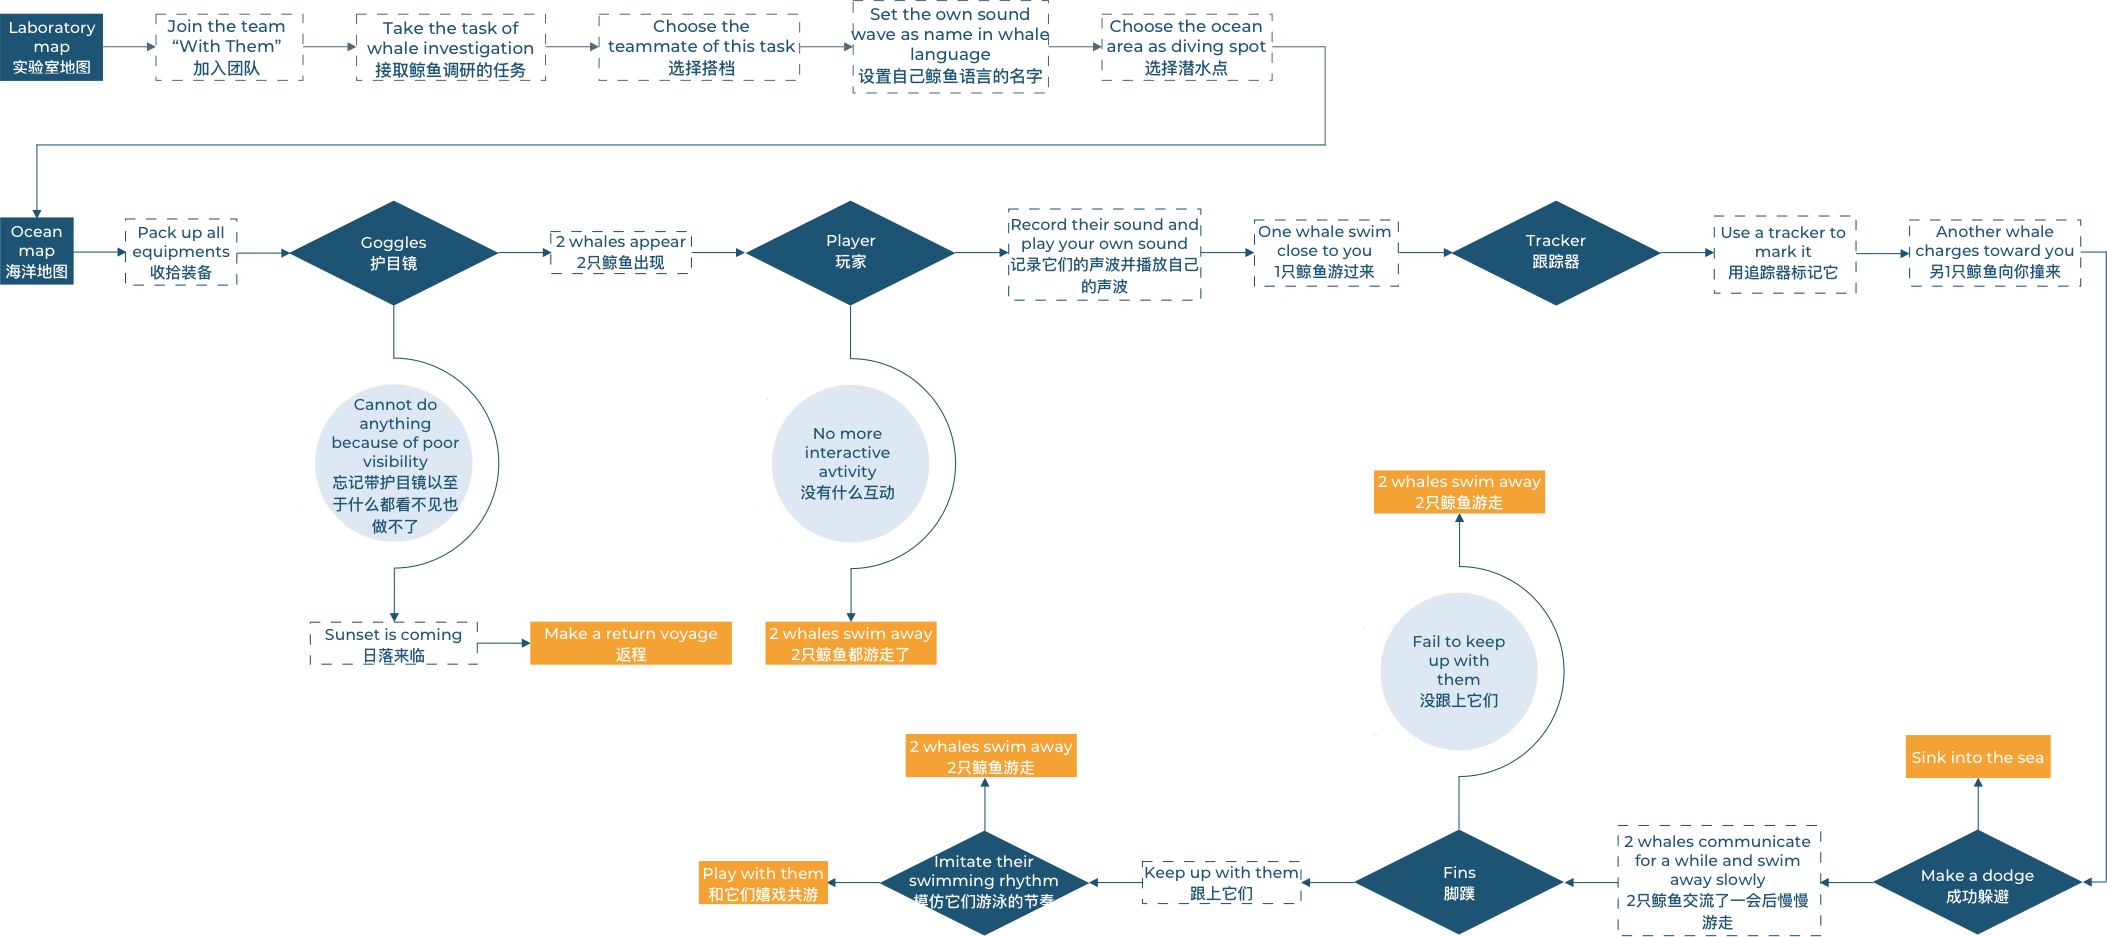 Laboratory
map
实验室地图
Join the team
“With Them”
加入团队
Take the task of
whale investigation
接取鲸鱼调研的任务
Choose the
teammate of this task
选择搭档
Set the own sound
wave as name in whale
language
设置自己鲸鱼语言的名字
Choose the ocean
area as diving spot
选择潜水点
Ocean
map
海洋地图
Pack up all
equipments
收拾装备
Goggles
护目镜
2 whales appear
2只鲸鱼出现
Player
玩家
Record their sound and
play your own sound
记录它们的声波并播放自己
的声波
One whale swim
close to you
1只鲸鱼游过来
Tracker
跟踪器
Use a tracker to
mark it
用追踪器标记它
Another whale
charges toward you
另1只鲸鱼向你撞来
Cannot do
anything
because of poor
visibility
忘记带护目镜以至
于什么都看不见也
做不了
No more
interactive
avtivity
没有什么互动
2 whales swim away
2只鲸鱼游走
Sunset is coming
日落来临
Make a return voyage
返程
2 whales swim away
2只鲸鱼都游走了
Fail to keep
up with
them
没跟上它们
2 whales swim away
2只鲸鱼游走
Sink into the sea
Play with them
和它们嬉戏共游
Imitate their
swimming rhythm
模仿它们游泳的节奏
Keep up with them
跟上它们
Fins
脚蹼
2 whales communicate
for a while and swim
away slowly
2只鲸鱼交流了一会后慢慢
游走
Make a dodge
成功躲避